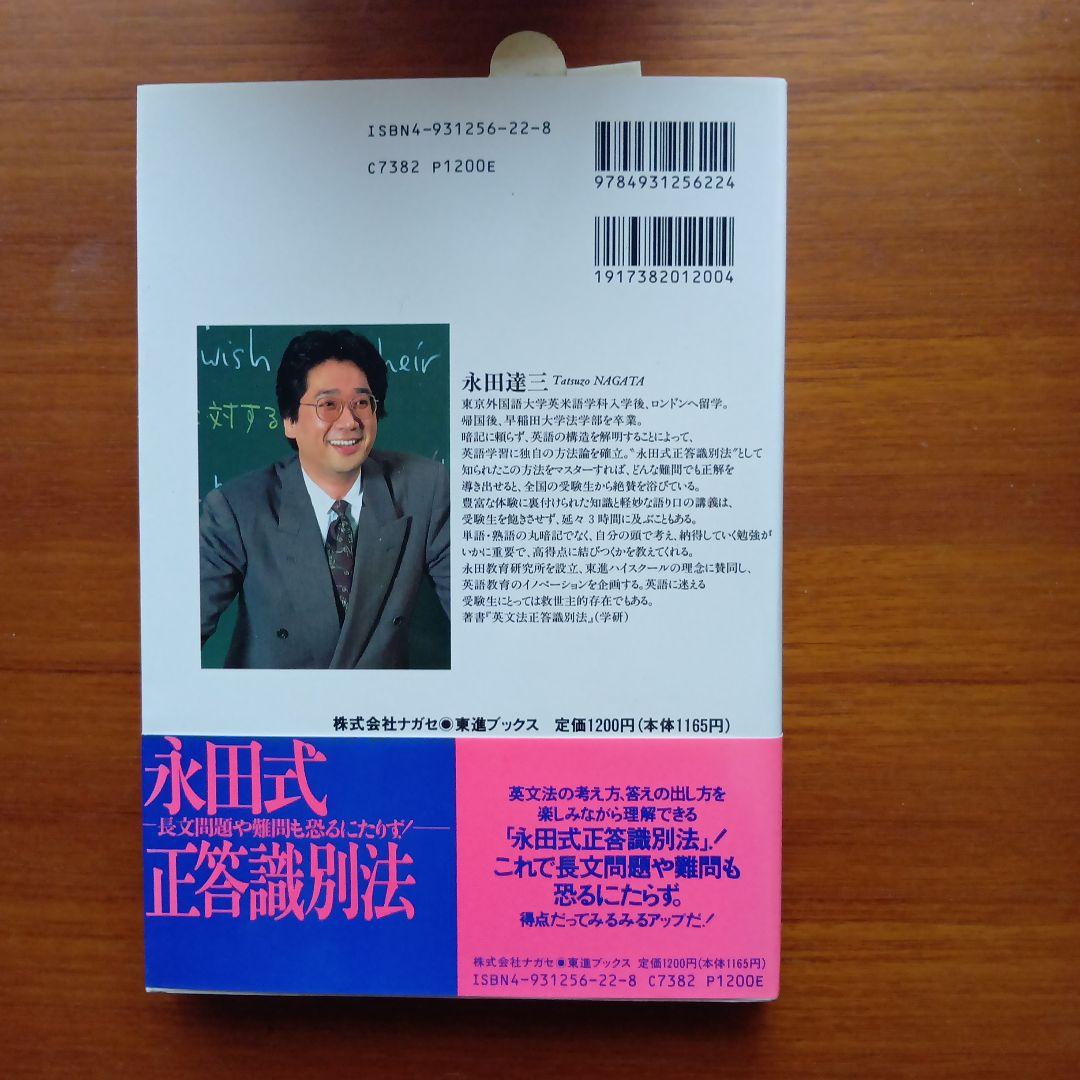 ISBN4-931256-22-8
C7382 P1200E
9784931256224
1917382012004
wish heir
対する
永田達三 Tatsuzo NAGATA
東京外国語大学英米語学科入学後、ロンドンへ留学。
帰国後、早稲田大学法学部を卒業。
暗記に頼らず、英語の構造を解明することによって、
英語学習に独自の方法論を確立。“永田式正答識別法”として
知られたこの方法をマスターすれば、どんな難問でも正解を
導き出せると、全国の受験生から絶賛を浴びている。
豊富な体験に裏付けられた知識と軽妙な語り口の講義は、
受験生を飽きさせず、延々3時間に及ぶこともある。
単語・熟語の丸暗記でなく、自分の頭で考え、納得していく勉強が
いかに重要で、高得点に結びつくかを教えてくれる。
永田教育研究所を設立、東進ハイスクールの理念に賛同し、
英語教育のイノベーションを企画する。英語に迷える
受験生にとっては救世主的存在でもある。
著書『英文法正答識別法』(学研)
株式会社ナガセ◉東進ブックス 定価1200円(本体1165円)
永田式
長文問題や難問も恐るにたりず!
正答識別法
英文法の考え方、答えの出し方を
楽しみながら理解できる
「永田式正答識別法」!
これで長文問題や難問も
恐るにたらず。
得点だってみるみるアップだ!
株式会社ナガセ◉東進ブックス 定価1200円(本体1165円)
ISBN4-931256-22-8 C7382 P1200E